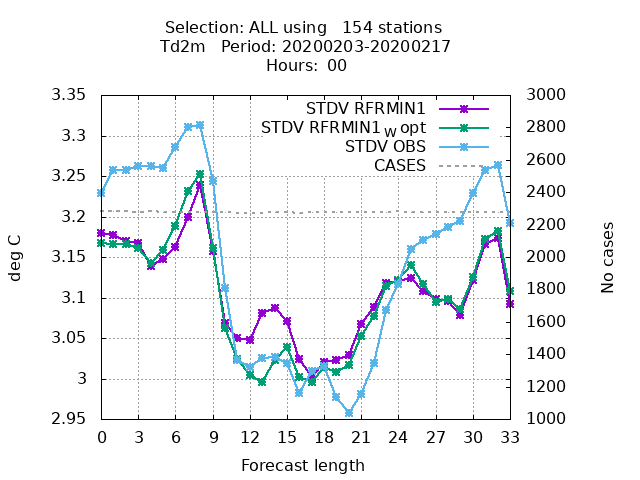 Selection: ALL using   154 stations
Td2m   Period: 20200203-20200217
Hours:  00
STDV RFRMIN1
STDV RFRMIN1w opt
STDV OBS
CASES
3.35
3.3
3.25
3.2
3.15
3.1
3.05
3
2.95
deg C
3000
2800
2600
2400
2200
2000
1800
1600
1400
1200
1000
No cases
0 3 6 9 12 15 18 21 24 27 30 33
Forecast length